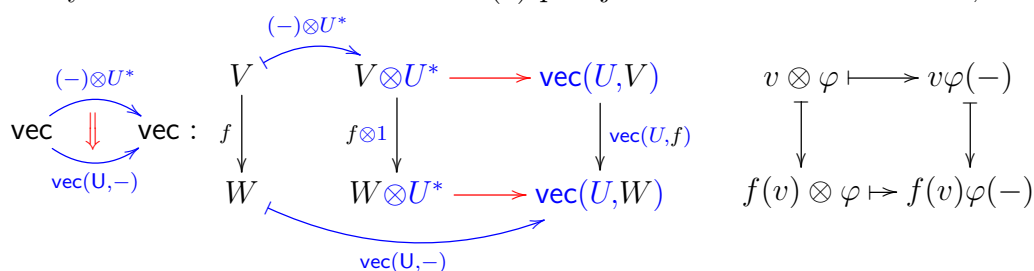 (−)⊗U*
(−)⊗U* V V⊗U* vec(U,V) v ⊗ φ vφ(−)
vec ⇓ vec : f f⊗1 vec(U,f)
vec(U,−)
W W⊗U* vec(U,W) f(v) ⊗ φ f(v)φ(−)
vec(U,−)